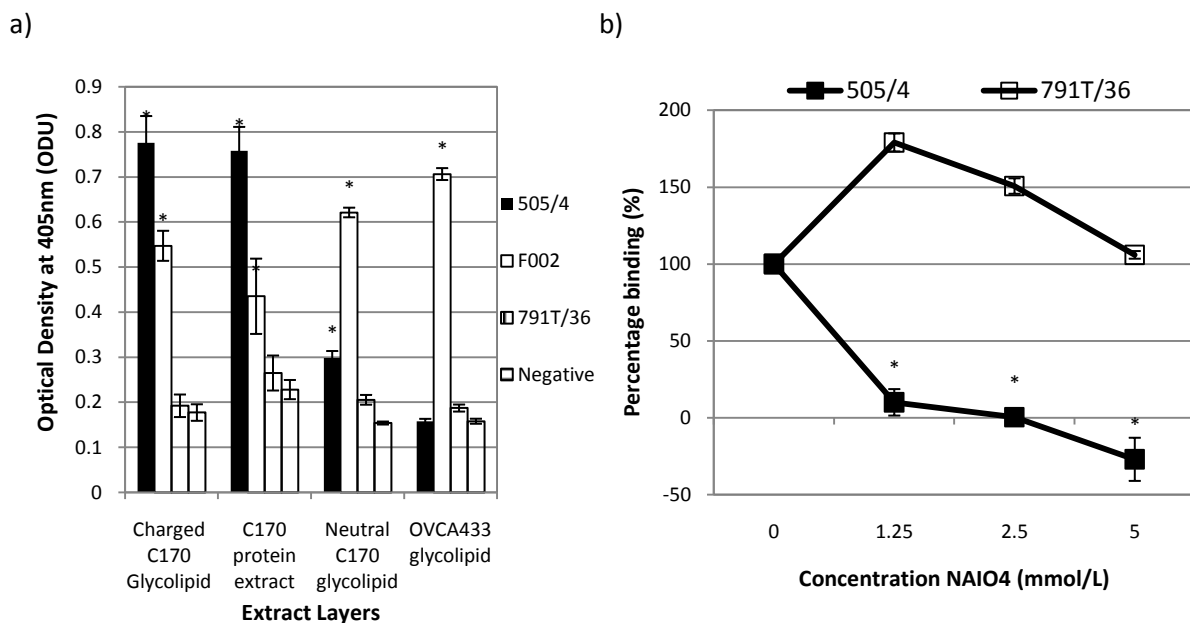 a)
Optical Density at 405nm (ODU)
0.9
0.8
0.7
0.6
0.5
0.4
0.3
0.2
0.1
0
*
*
*
*
*
*
*
505/4
F002
791T/36
Negative
Charged
C170
Glycolipid
C170
protein
extract
Neutral
C170
glycolipid
OVCA433
glycolipid
Extract Layers
b)
505/4
791T/36
Percentage binding (%)
200
150
100
50
0
-50
*
*
*
0
1.25
2.5
5
Concentration NAIO4 (mmol/L)